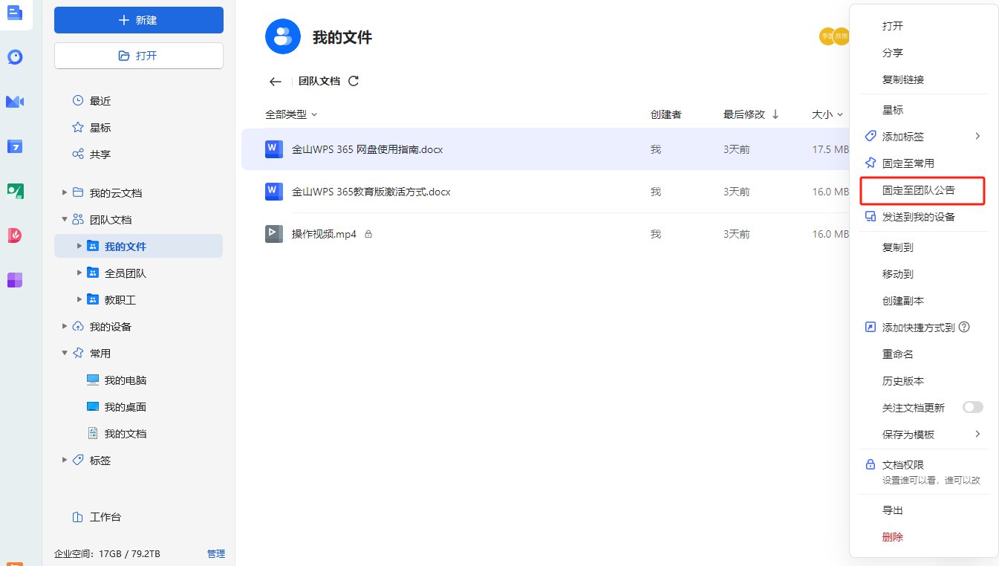 新建
打开
最近
星标
共享
我的云文档
团队文档
我的文件
全员团队
教职工
我的设备
常用
我的电脑
我的桌面
我的文档
标签
工作台
企业空间：17GB / 79.2TB 管理
我的文件
团队文档
全部类型 创建者 最后修改 大小
金山WPS 365 网盘使用指南.docx 我 3天前 17.5 MB
金山WPS 365教育版激活方式.docx 我 3天前 16.0 MB
操作视频.mp4 我 3天前 16.0 MB
打开
分享
复制链接
星标
添加标签
固定至常用
固定至团队公告
发送到我的设备
复制到
移动到
创建副本
添加快捷方式到
重命名
历史版本
关注文档更新
保存为模板
文档权限
设置谁可以看，谁可以改
导出
删除